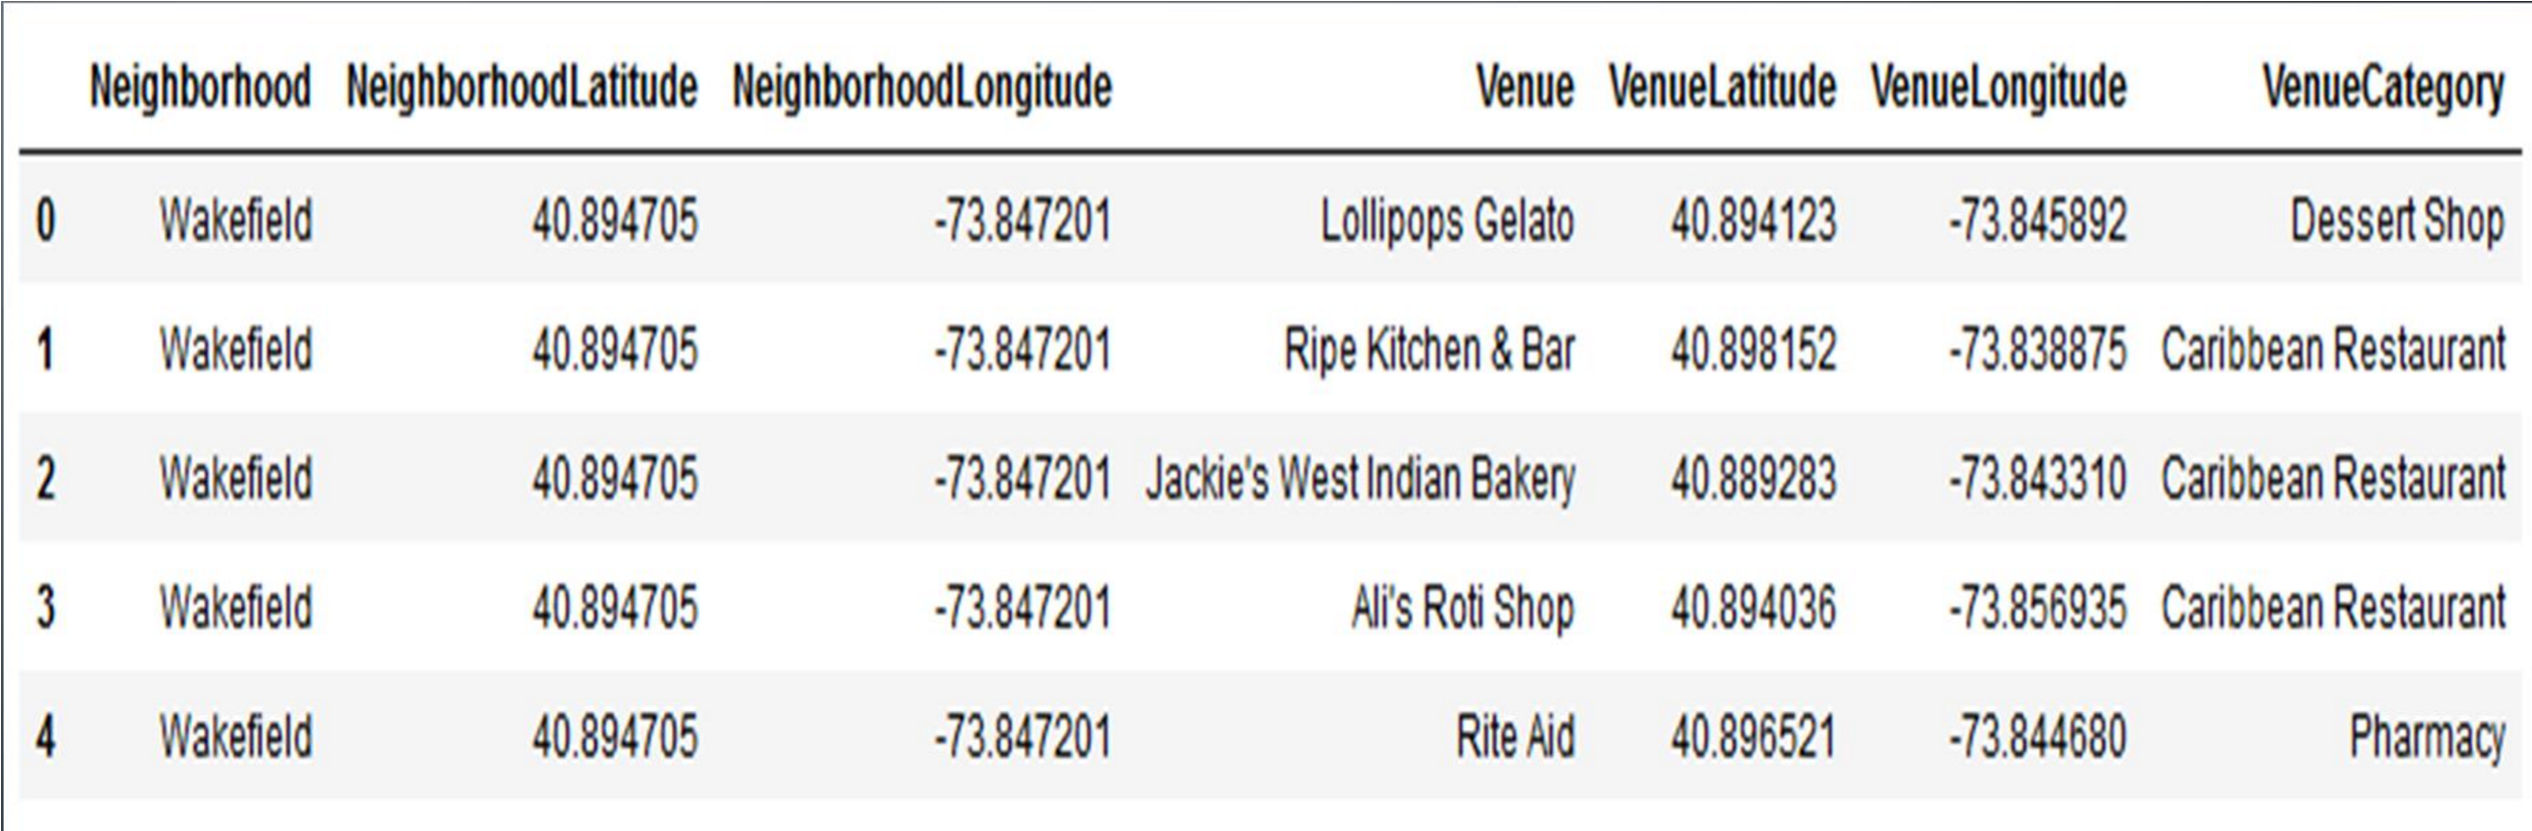 Neighborhood NeighborhoodLatitude NeighborhoodLongitude Venue VenueLatitude VenueLongitude VenueCategory
0 Wakefield 40.894705 -73.847201 Lollipops Gelato 40.894123 -73.845892 Dessert Shop
1 Wakefield 40.894705 -73.847201 Ripe Kitchen & Bar 40.898152 -73.838875 Caribbean Restaurant
2 Wakefield 40.894705 -73.847201 Jackie's West Indian Bakery 40.889283 -73.843310 Caribbean Restaurant
3 Wakefield 40.894705 -73.847201 Ali's Roti Shop 40.894036 -73.856935 Caribbean Restaurant
4 Wakefield 40.894705 -73.847201 Rite Aid 40.896521 -73.844680 Pharmacy